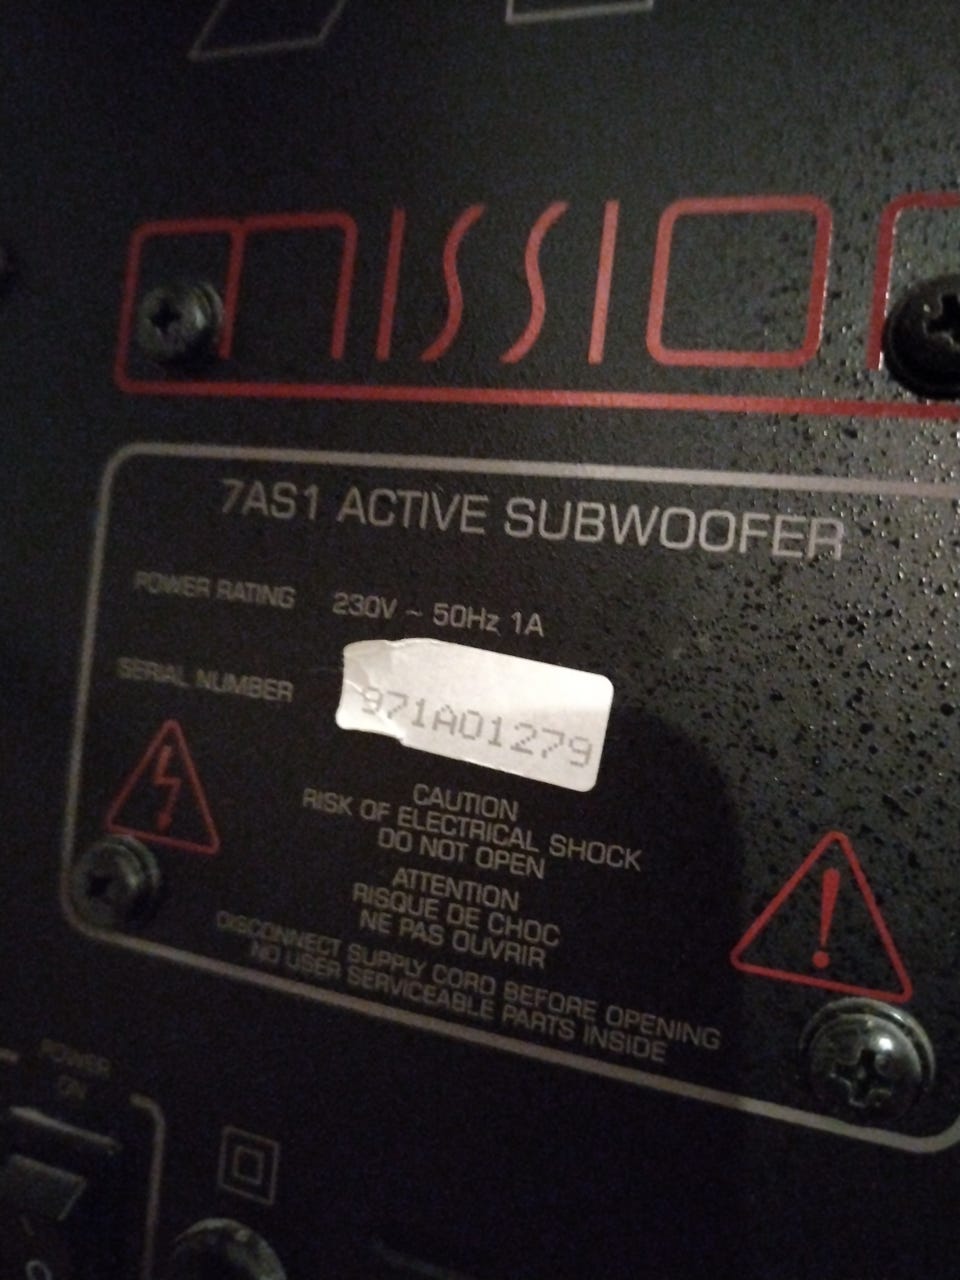 MISSION
7AS1 ACTIVE SUBWOOFER
POWER RATING 230V ~ 50Hz 1A
SERIAL NUMBER 971A01279
CAUTION
RISK OF ELECTRICAL SHOCK
DO NOT OPEN
ATTENTION
RISQUE DE CHOC
NE PAS OUVRIR
DISCONNECT SUPPLY CORD BEFORE OPENING
NO USER SERVICEABLE PARTS INSIDE
POWER
ON